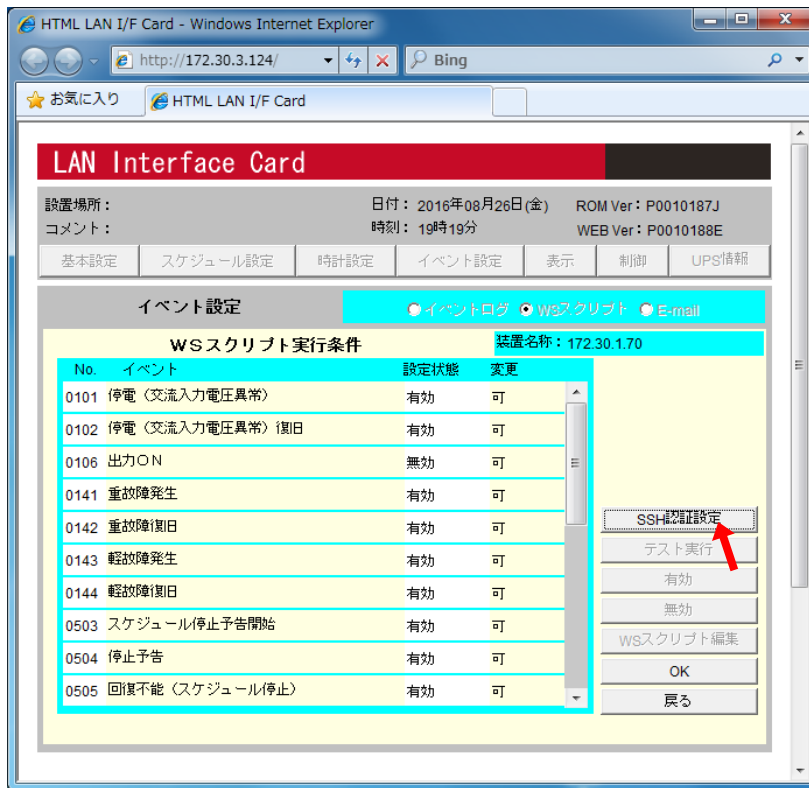 HTML LAN I/F Card - Windows Internet Explorer
http://172.30.3.124/
Bing
お気に入り
HTML LAN I/F Card
LAN Interface Card
設置場所： 日付： 2016年08月26日(金) ROM Ver： P0010187J
コメント： 時刻： 19時19分 WEB Ver： P0010188E
基本設定 スケジュール設定 時計設定 イベント設定 表示 制御 UPS情報
イベント設定 イベントログ WSスクリプト E-mail
WSスクリプト実行条件 装置名称： 172.30.1.70
No. イベント 設定状態 変更
0101 停電（交流入力電圧異常） 有効 可
0102 停電（交流入力電圧異常）復旧 有効 可
0106 出力ON 無効 可
0141 重故障発生 有効 可
0142 重故障復旧 有効 可
0143 軽故障発生 有効 可
0144 軽故障復旧 有効 可
0503 スケジュール停止予告開始 有効 可
0504 停止予告 有効 可
0505 回復不能（スケジュール停止） 有効 可
SSH認証設定
テスト実行
有効
無効
WSスクリプト編集
OK
戻る